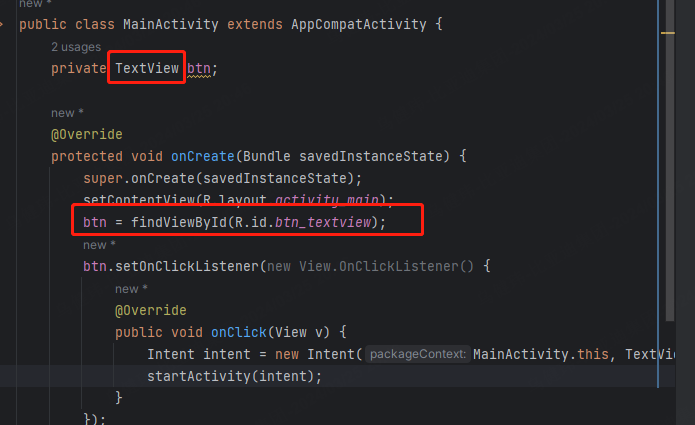 new *
public class MainActivity extends AppCompatActivity {
2 usages
private TextView btn;
new *
@Override
protected void onCreate(Bundle savedInstanceState) {
super.onCreate(savedInstanceState);
setContentView(R.layout.activity_main);
btn = findViewById(R.id.btn_textview);
new *
btn.setOnClickListener(new View.OnClickListener() {
new *
@Override
public void onClick(View v) {
Intent intent = new Intent( packageContext: MainActivity.this, TextVi
startActivity(intent);
}
});